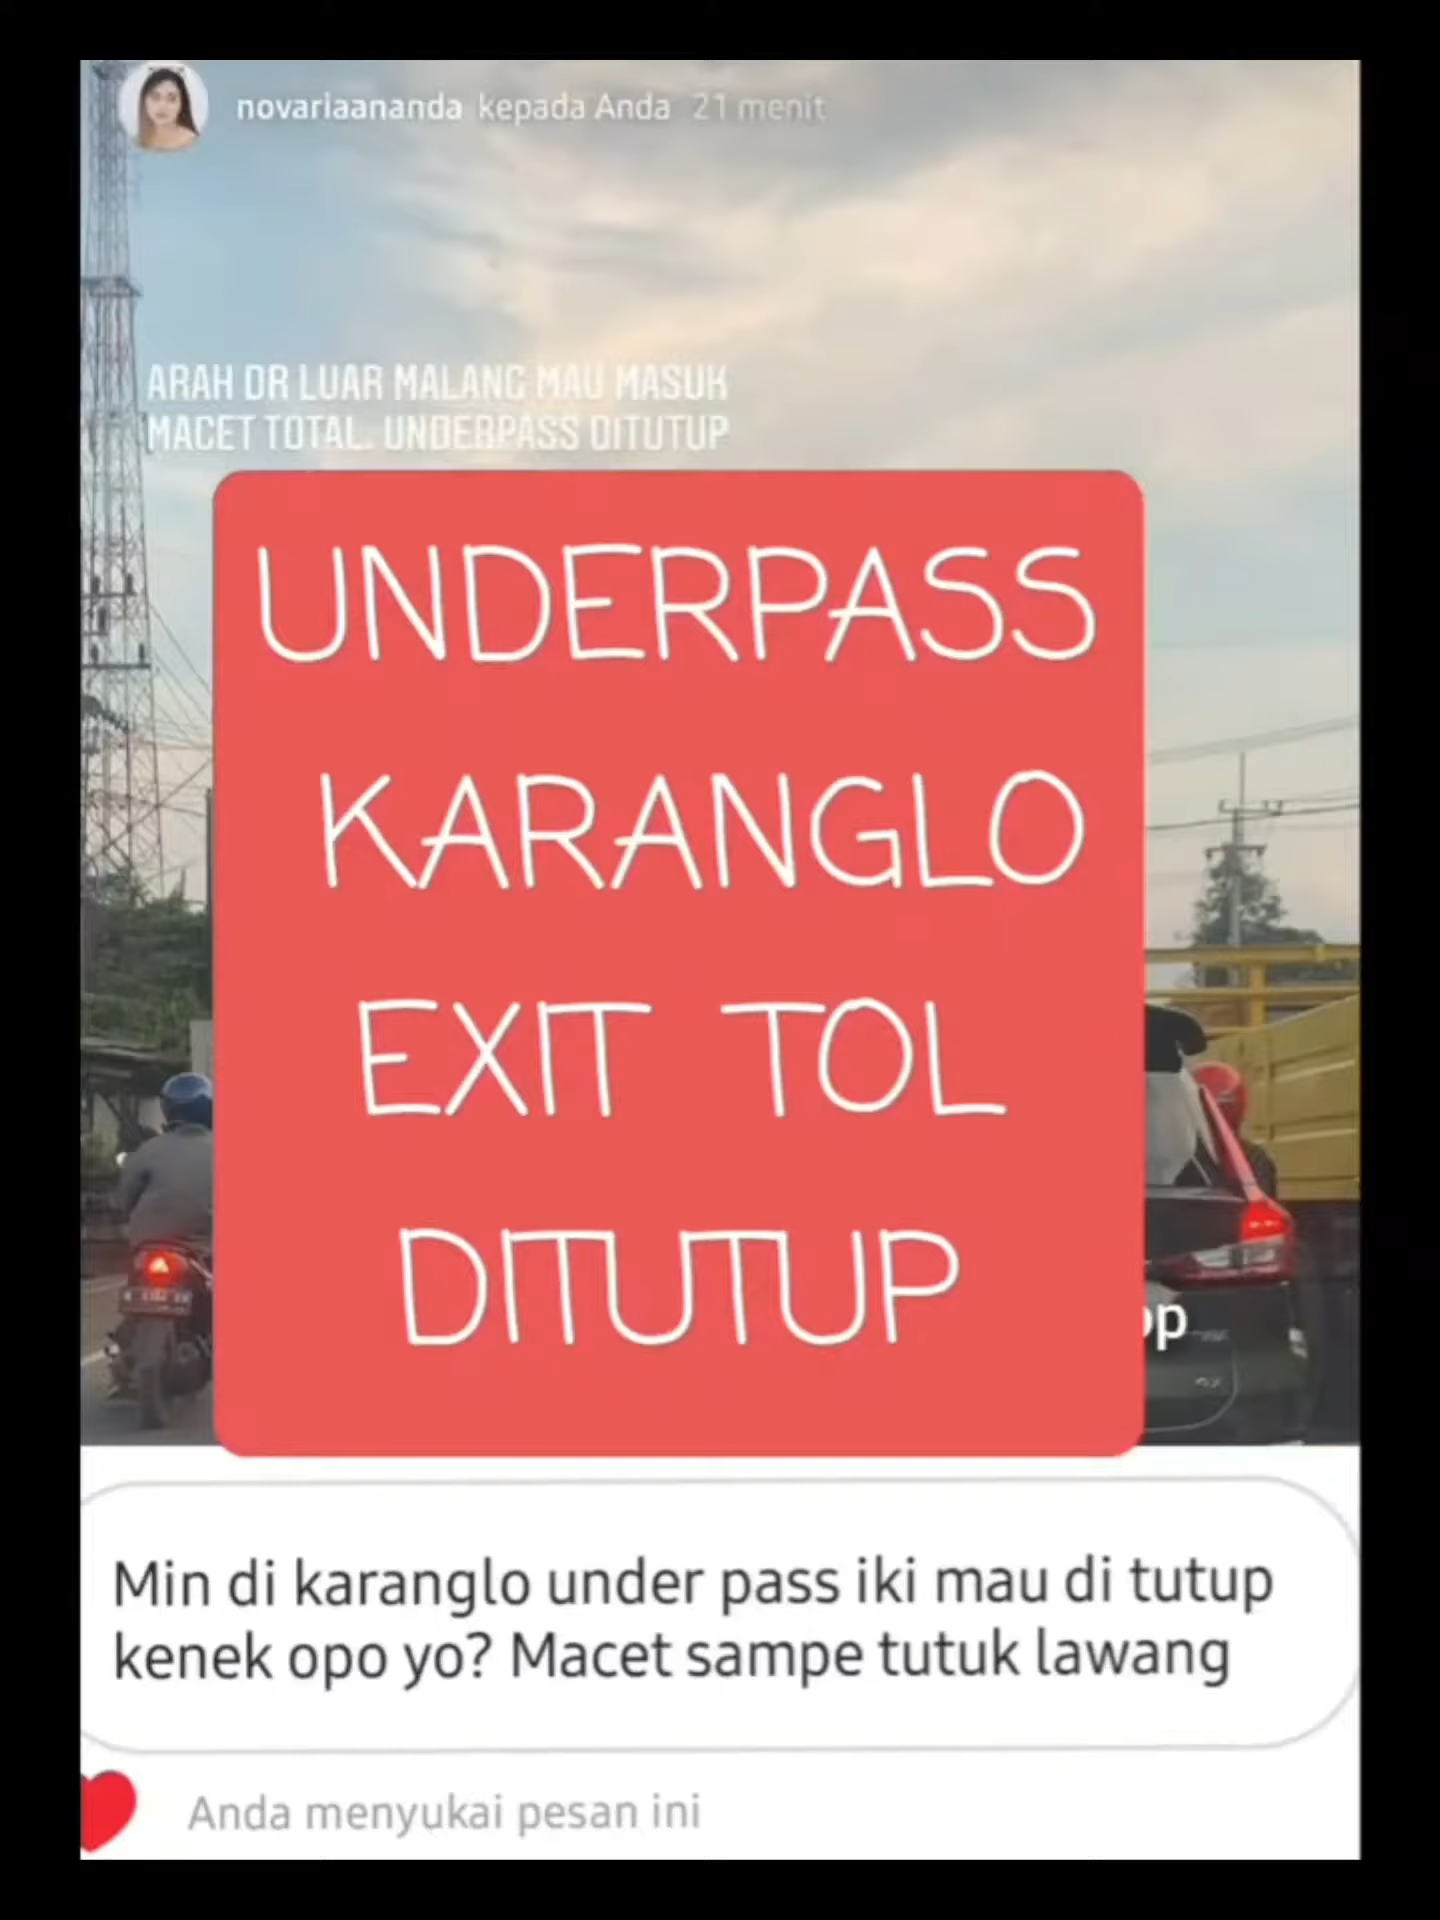 novariaananda kepada Anda 21 menit
ARAH DR LUAR MALANG MAU MASUK
MACET TOTAL. UNDERPASS DITUTUP
UNDERPASS
KARANGLO
EXIT TOL
DITUTUP
op
Min di karanglo under pass iki mau di tutup
kenek opo yo? Macet sampe tutuk lawang
Anda menyukai pesan ini